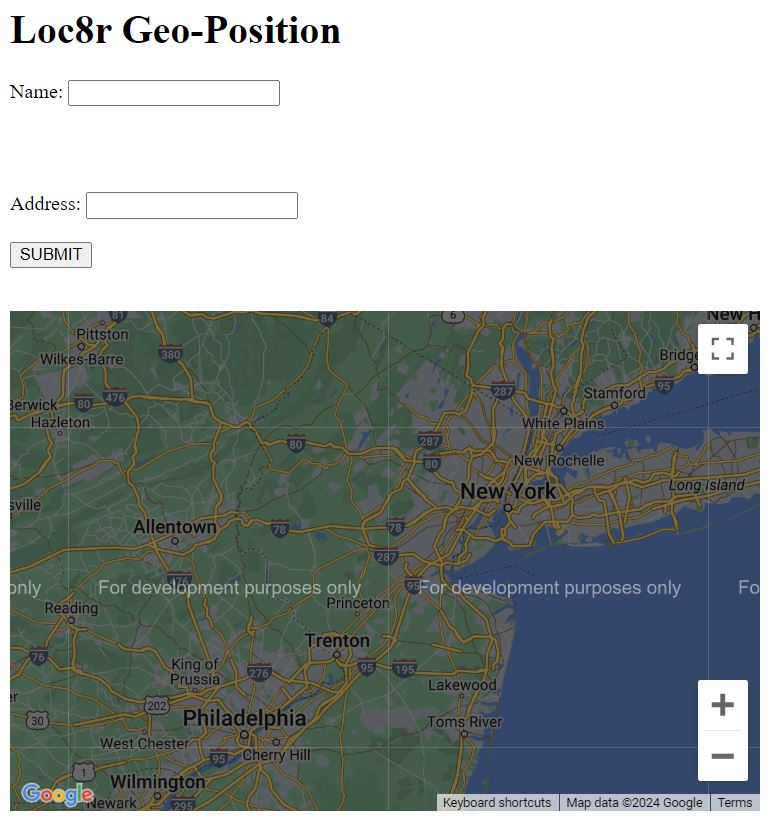 Loc8r Geo-Position
Name:
Address:
SUBMIT
81
84
6
New H
Pittston
Wilkes-Barre
380
Bridge
Stamford
95
287
Berwick
80
476
Hazleton
White Plains
80
287
80
New Rochelle
New York
Long Island
sville
Allentown
78
78
287
only
For development purposes only
For development purposes only
Fo
476
95
Reading
Princeton
Trenton
76
King of
Prussia
276
95
195
Lakewood
er
30
202
Philadelphia
Toms River
West Chester
95
Cherry Hill
1
Wilmington
Google
Newark
295
Keyboard shortcuts
Map data ©2024 Google
Terms